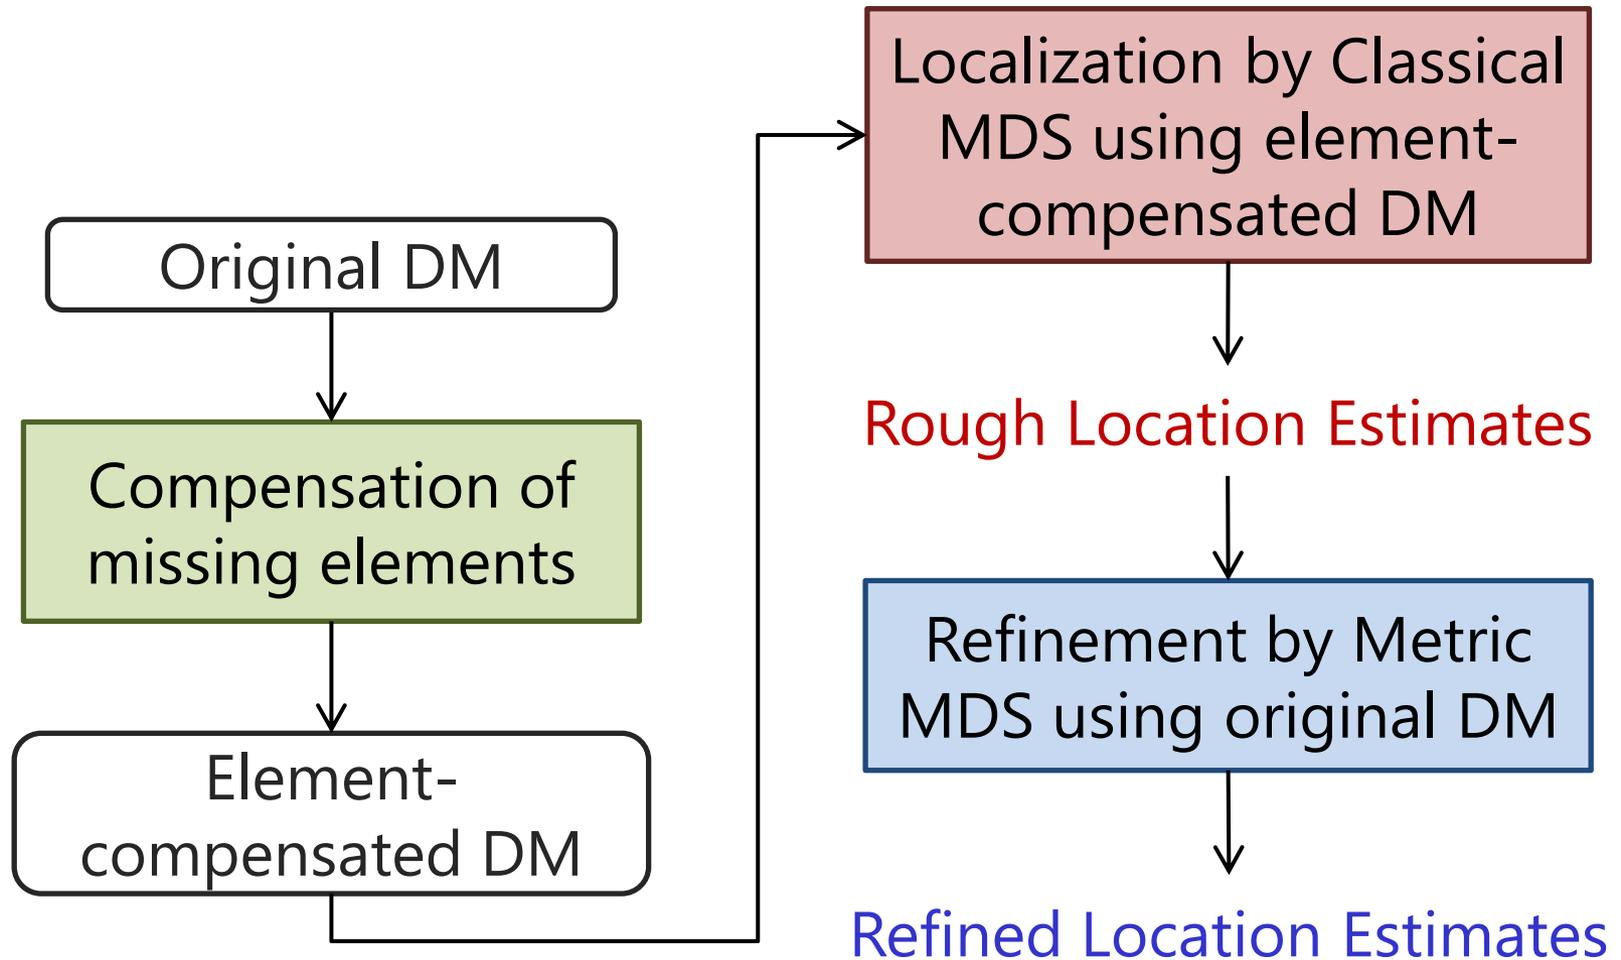 Original DM
Compensation of
missing elements
Element-
compensated DM
Localization by Classical
MDS using element-
compensated DM
Rough Location Estimates
Refinement by Metric
MDS using original DM
Refined Location Estimates